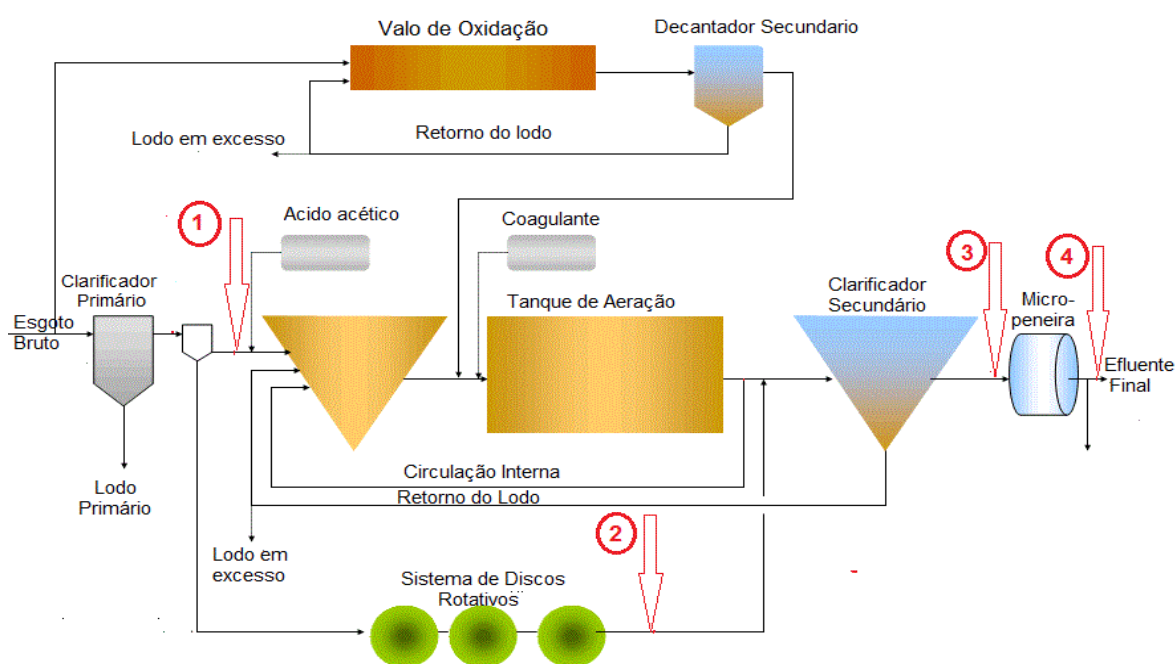 Valo de Oxidação
Decantador Secundario
Retorno do lodo
Lodo em excesso
1
Acido acético
Coagulante
3
4
Clarificador
Primário
Tanque de Aeração
Clarificador
Secundário
Micro-
peneira
Esgoto
Bruto
Efluente
Final
Circulação Interna
Retorno do Lodo
Lodo
Primário
2
Lodo em
excesso
Sistema de Discos
Rotativos